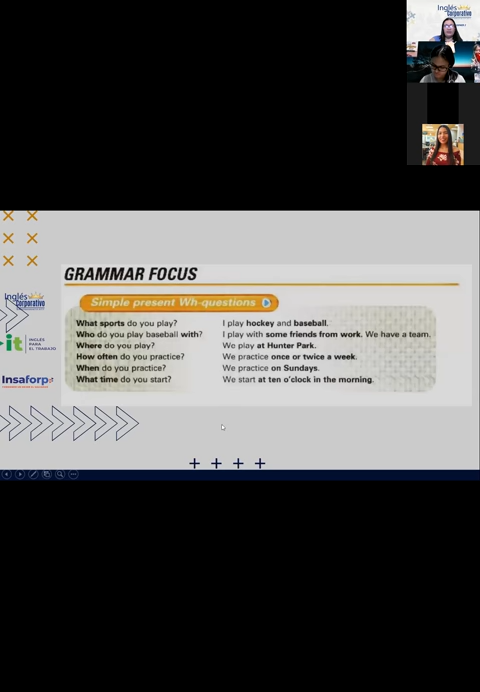 Inglés
Corporativo
GRAMMAR FOCUS
Simple present Wh-questions
What sports do you play? I play hockey and baseball.
Who do you play baseball with? I play with some friends from work. We have a team.
Where do you play? We play at Hunter Park.
How often do you practice? We practice once or twice a week.
When do you practice? We practice on Sundays.
What time do you start? We start at ten o'clock in the morning.
Inglés
Corporativo
it
INGLÉS
PARA
EL TRABAJO
Insaforp